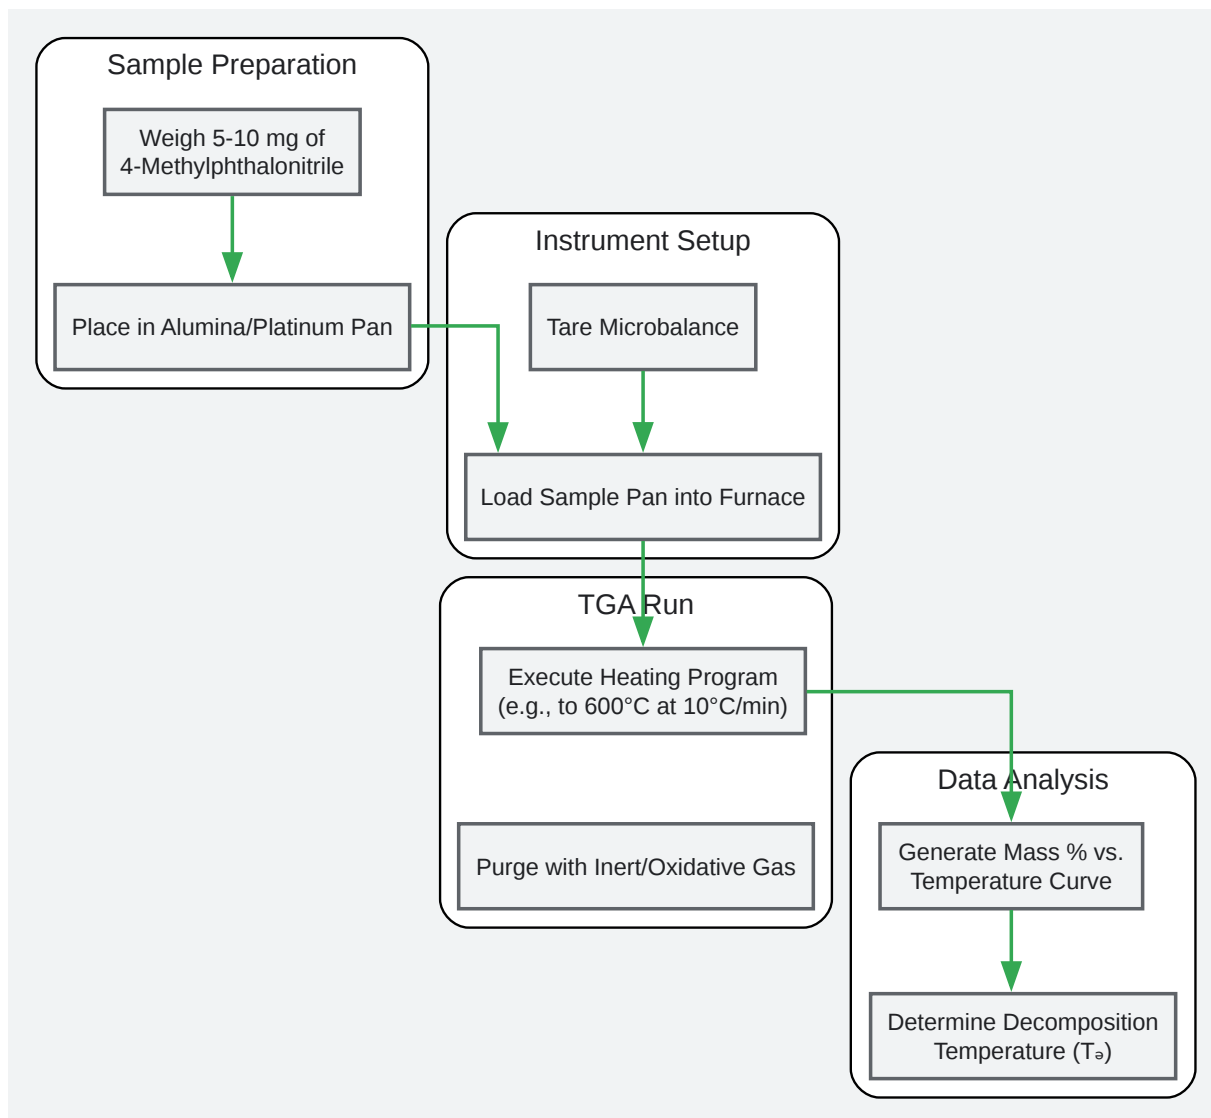 Sample Preparation
Weigh 5-10 mg of
4-Methylphthalonitrile
Place in Alumina/Platinum Pan
Instrument Setup
Tare Microbalance
Load Sample Pan into Furnace
TGA Run
Execute Heating Program
(e.g., to 600°C at 10°C/min)
Purge with Inert/Oxidative Gas
Data Analysis
Generate Mass % vs.
Temperature Curve
Determine Decomposition
Temperature (Tₔ)